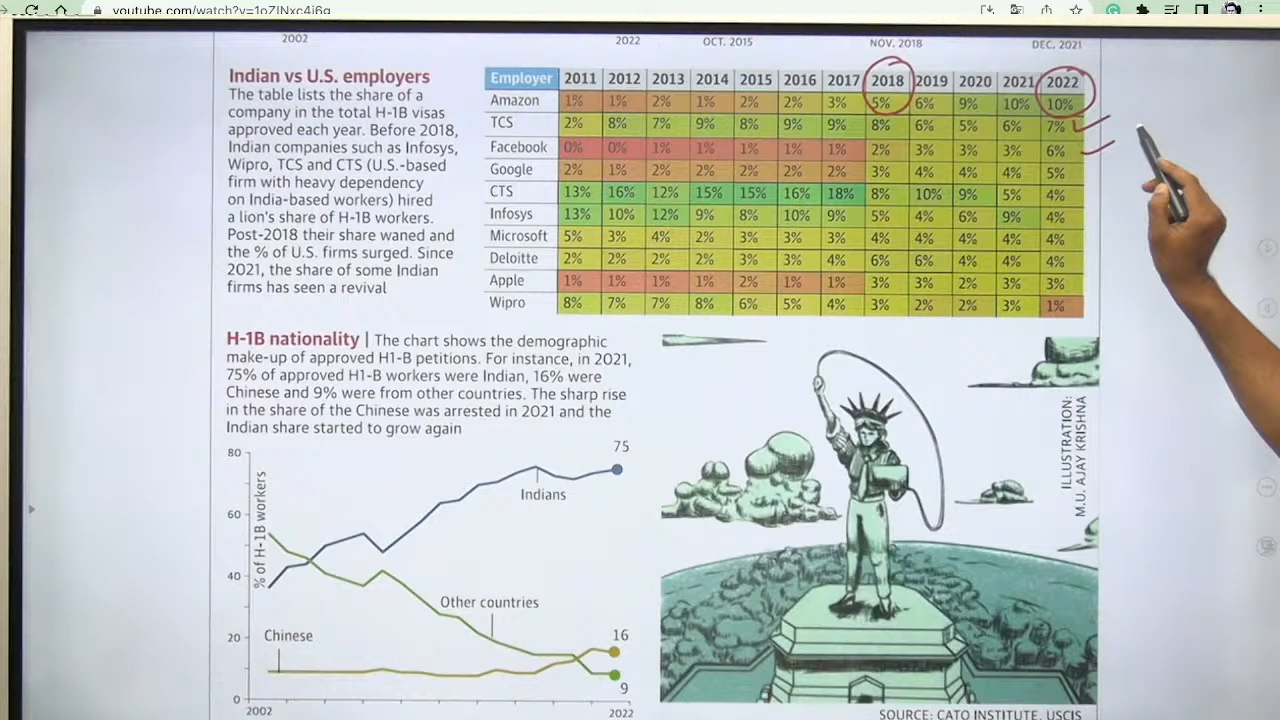 youtube.com/watch?v=1oZINxc4i6g
2002 2022 OCT. 2015 NOV. 2018 DEC. 2021
Indian vs U.S. employers
The table lists the share of a
company in the total H-1B visas
approved each year. Before 2018,
Indian companies such as Infosys,
Wipro, TCS and CTS (U.S.-based
firm with heavy dependency
on India-based workers) hired
a lion's share of H-1B workers.
Post-2018 their share waned and
the % of U.S. firms surged. Since
2021, the share of some Indian
firms has seen a revival
Employer 2011 2012 2013 2014 2015 2016 2017 2018 2019 2020 2021 2022
Amazon 1% 1% 2% 1% 2% 2% 3% 5% 6% 9% 10% 10%
TCS 2% 8% 7% 9% 8% 9% 9% 8% 6% 5% 6% 7%
Facebook 0% 0% 1% 1% 1% 1% 1% 2% 3% 3% 3% 6%
Google 2% 1% 2% 2% 2% 2% 2% 3% 4% 4% 4% 5%
CTS 13% 16% 12% 15% 15% 16% 18% 8% 10% 9% 5% 4%
Infosys 13% 10% 12% 9% 8% 10% 9% 5% 4% 6% 9% 4%
Microsoft 5% 3% 4% 2% 3% 3% 3% 4% 4% 4% 4% 4%
Deloitte 2% 2% 2% 2% 3% 3% 4% 6% 6% 4% 4% 4%
Apple 1% 1% 1% 1% 2% 1% 1% 3% 3% 2% 3% 3%
Wipro 8% 7% 7% 8% 6% 5% 4% 3% 2% 2% 3% 1%
H-1B nationality | The chart shows the demographic
make-up of approved H1-B petitions. For instance, in 2021,
75% of approved H1-B workers were Indian, 16% were
Chinese and 9% were from other countries. The sharp rise
in the share of the Chinese was arrested in 2021 and the
Indian share started to grow again
80
60
40
20
0
% of H-1B workers
75
Indians
Other countries
Chinese
16
9
2002 2022
ILLUSTRATION:
M.U. AJAY KRISHNA
SOURCE: CATO INSTITUTE, USCIS